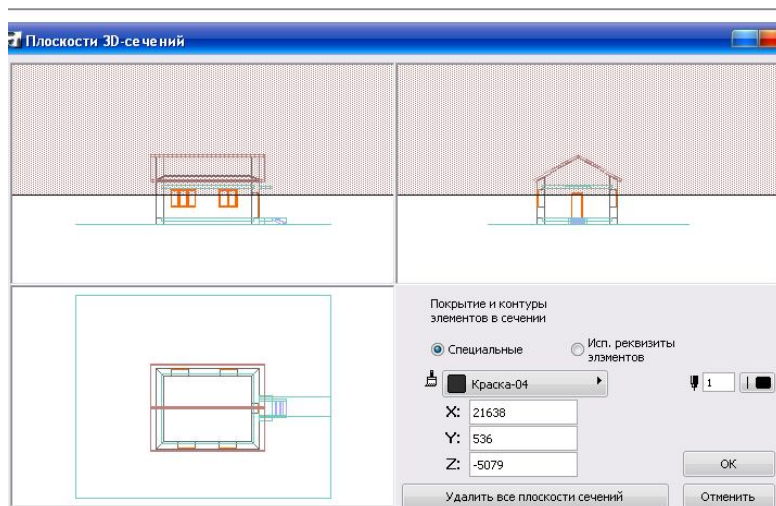 Плоскости 3D-сечений
Покрытие и контуры
элементов в сечении
Специальные
Исп. реквизиты
элзментов
Краска-04
1
X: 21638
Y: 536
Z: -5079
OK
Удалить все плоскости сечений
Отменить